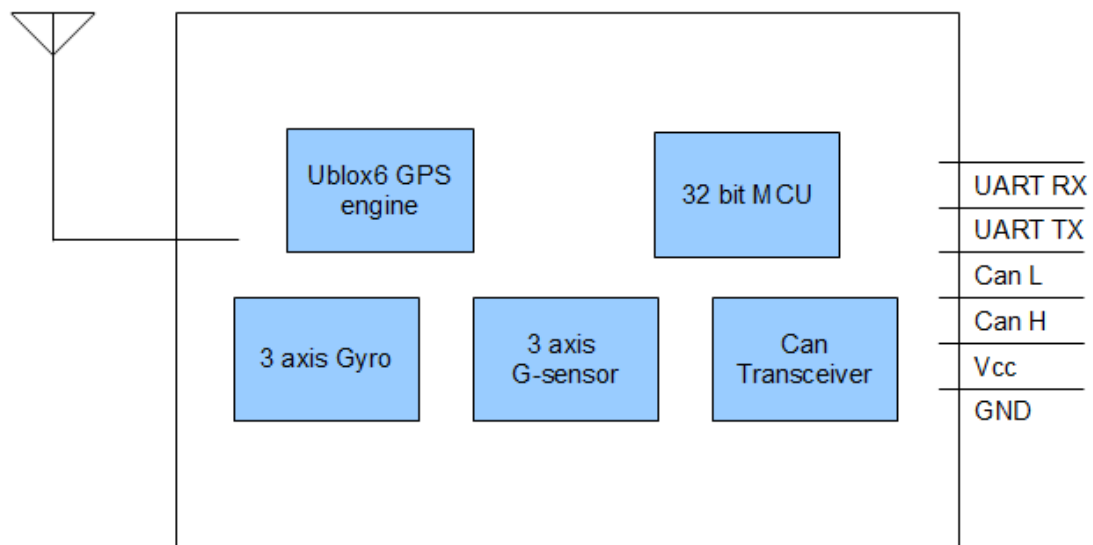 Ublox6 GPS
engine
32 bit MCU
3 axis Gyro
3 axis
G-sensor
Can
Transceiver
UART RX
UART TX
Can L
Can H
Vcc
GND